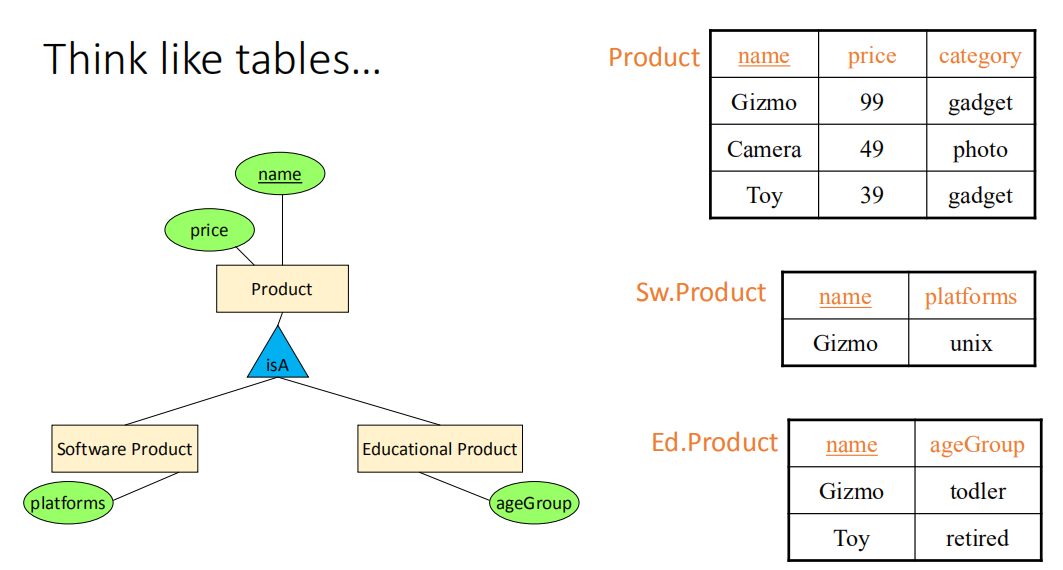 Think like tables...
name
price
Product
isA
Software Product
Educational Product
platforms
ageGroup
Product
name price category
Gizmo 99 gadget
Camera 49 photo
Toy 39 gadget
Sw.Product
name platforms
Gizmo unix
Ed.Product
name ageGroup
Gizmo todler
Toy retired